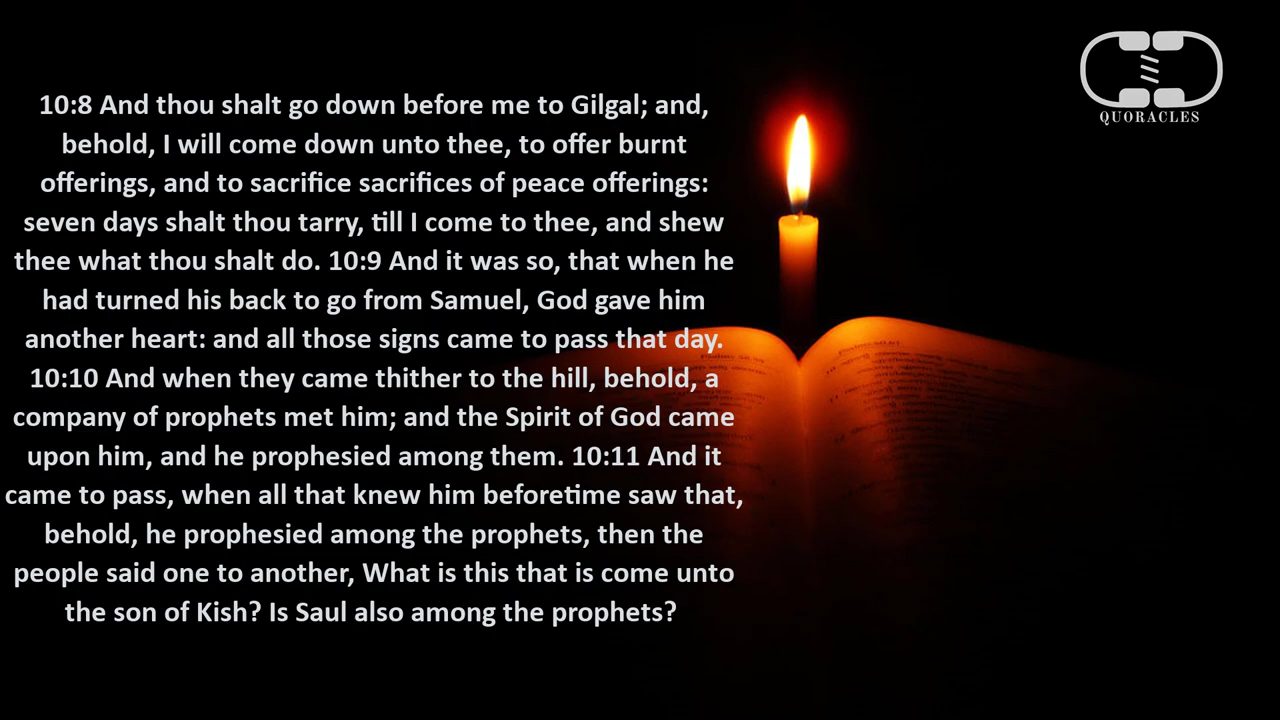 10:8 And thou shalt go down before me to Gilgal; and,
behold, I will come down unto thee, to offer burnt
offerings, and to sacrifice sacrifices of peace offerings:
seven days shalt thou tarry, till I come to thee, and shew
thee what thou shalt do. 10:9 And it was so, that when he
had turned his back to go from Samuel, God gave him
another heart: and all those signs came to pass that day.
10:10 And when they came thither to the hill, behold, a
company of prophets met him; and the Spirit of God came
upon him, and he prophesied among them. 10:11 And it
came to pass, when all that knew him beforetime saw that,
behold, he prophesied among the prophets, then the
people said one to another, What is this that is come unto
the son of Kish? Is Saul also among the prophets?
QUORACLES